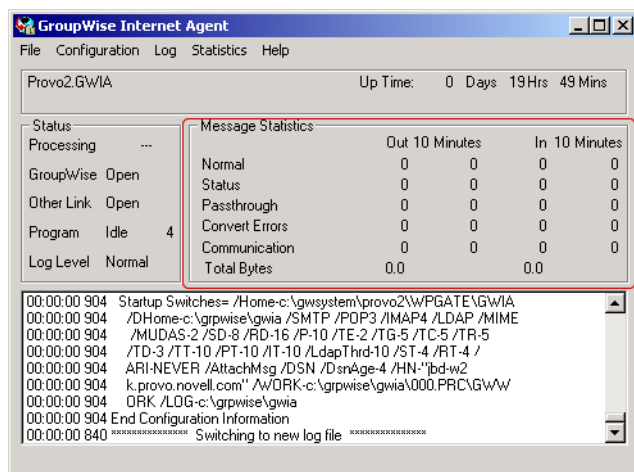 GroupWise Internet Agent
File Configuration Log Statistics Help
Provo2.GWIA Up Time: 0 Days 19 Hrs 49 Mins
Status
Processing ---
GroupWise Open
Other Link Open
Program Idle 4
Log Level Normal
Message Statistics
Out 10 Minutes In 10 Minutes
Normal 0 0 0 0
Status 0 0 0 0
Passthrough 0 0 0 0
Convert Errors 0 0 0 0
Communication 0 0 0 0
Total Bytes 0.0 0.0
00:00:00 904 Startup Switches= /Home-c:\gwsystem\provo2\WPGATE\GWIA
00:00:00 904 /DHome-c:\grpwise\gwia /SMTP /POP3 /IMAP4 /LDAP /MIME
00:00:00 904 /MUDAS-2 /SD-8 /RD-16 /P-10 /TE-2 /TG-5 /TC-5 /TR-5
00:00:00 904 /TD-3 /TT-10 /PT-10 /IT-10 /LdapThrd-10 /ST-4 /RT-4 /
00:00:00 904 ARI-NEVER /AttachMsg /DSN /DsnAge-4 /HN-"jbd-w2
00:00:00 904 k.provo.novell.com" /WORK-c:\grpwise\gwia\000.PRC\GWW
00:00:00 904 ORK /LOG-c:\grpwise\gwia
00:00:00 904 End Configuration Information
00:00:00 840 *************** Switching to new log file ***************